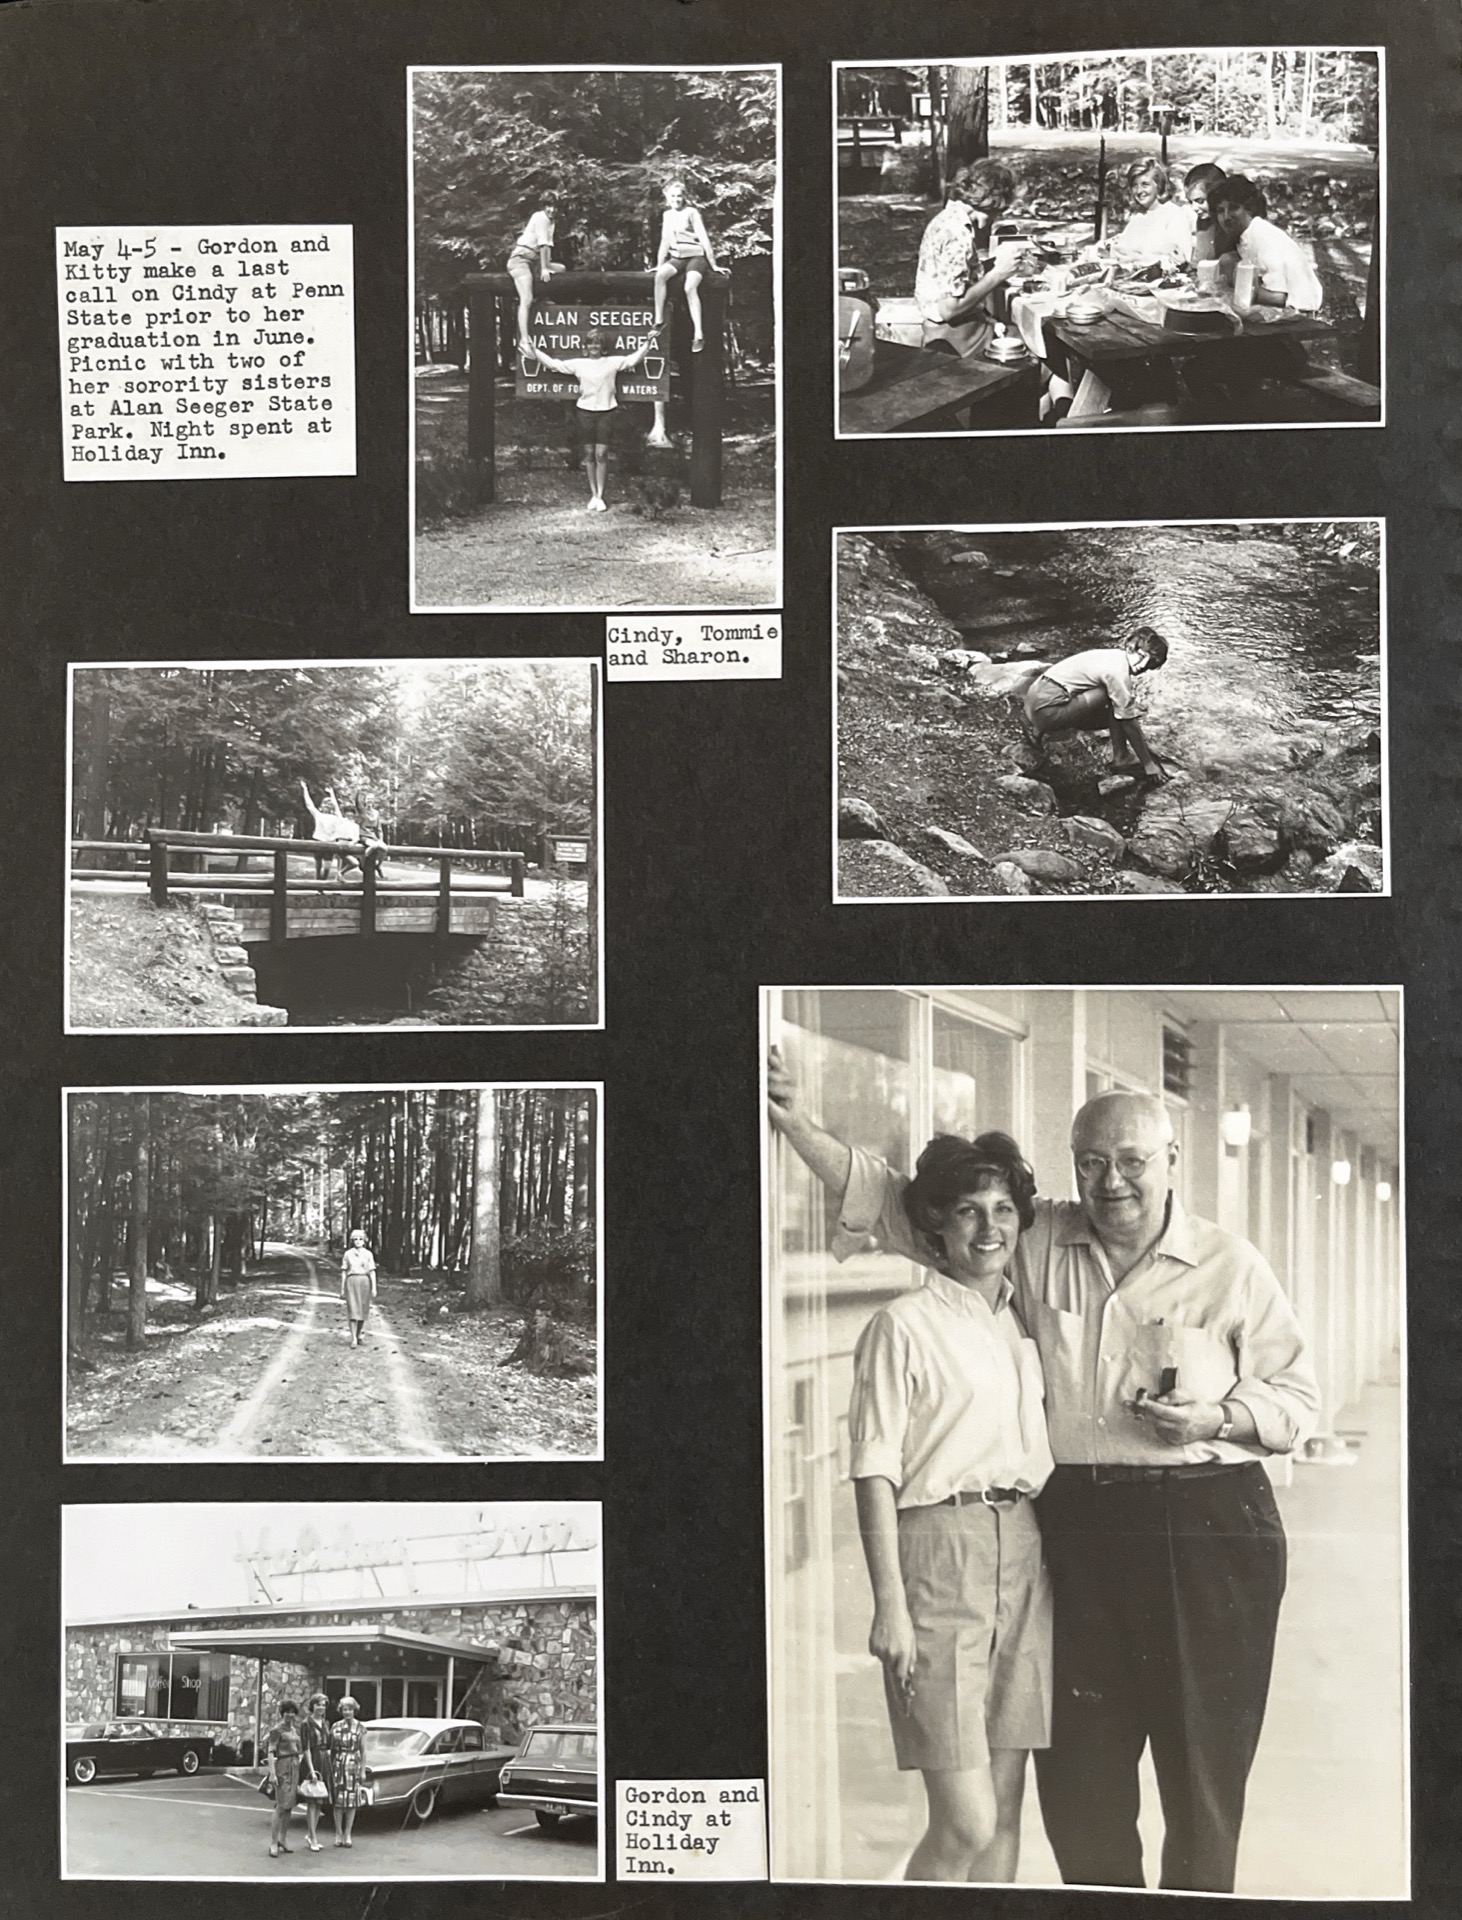 May 4-5 - Gordon and
Kitty make a last
call on Cindy at Penn
State prior to her
graduation in June.
Picnic with two of
her sorority sisters
at Alan Seeger State
Park. Night spent at
Holiday Inn.
ALAN SEEGER
NATUR AREA
DEPT. OF FO WATERS
Cindy, Tommie
and Sharon.
Holiday Inn
Coffee Shop
Gordon and
Cindy at
Holiday
Inn.